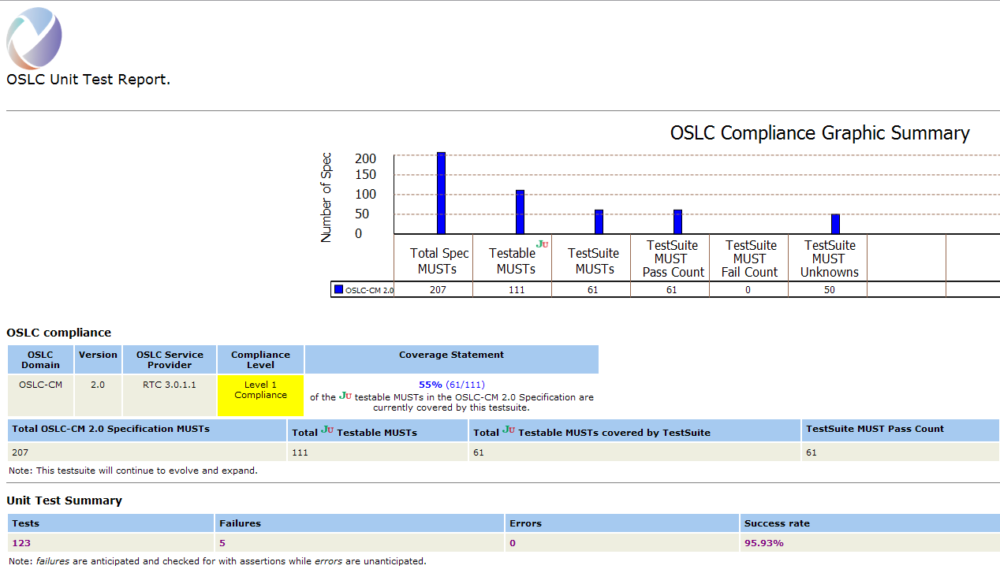 OSLC Unit Test Report.
OSLC Compliance Graphic Summary
Number of Spec
200
150
100
50
0
Total Spec MUSTs
Testable JU MUSTs
TestSuite MUSTs
TestSuite MUST Pass Count
TestSuite MUST Fail Count
TestSuite MUST Unknowns
OSLC-CM 2.0 207 111 61 61 0 50
OSLC compliance
OSLC Domain Version OSLC Service Provider Compliance Level Coverage Statement
OSLC-CM 2.0 RTC 3.0.1.1 Level 1 Compliance 55% (61/111)
of the JU testable MUSTs in the OSLC-CM 2.0 Specification are
currently covered by this testsuite.
Total OSLC-CM 2.0 Specification MUSTs Total JU Testable MUSTs Total JU Testable MUSTs covered by TestSuite TestSuite MUST Pass Count
207 111 61 61
Note: This testsuite will continue to evolve and expand.
Unit Test Summary
Tests Failures Errors Success rate
123 5 0 95.93%
Note: failures are anticipated and checked for with assertions while errors are unanticipated.